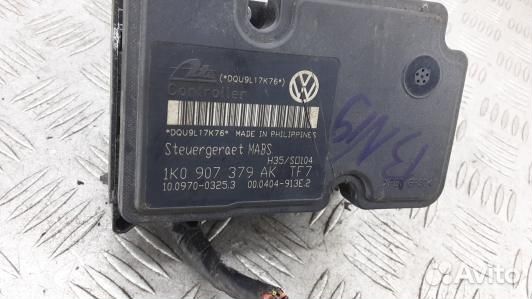 Ate
(*DQU9L17K76*)
Controller
*DQU9L17K76* MADE IN PHILIPPINES
Steuergeraet MABS
H35/S0104
1K0 907 379 AK TF7
10.0970-0325.3 00.0404-913E.2
Avito